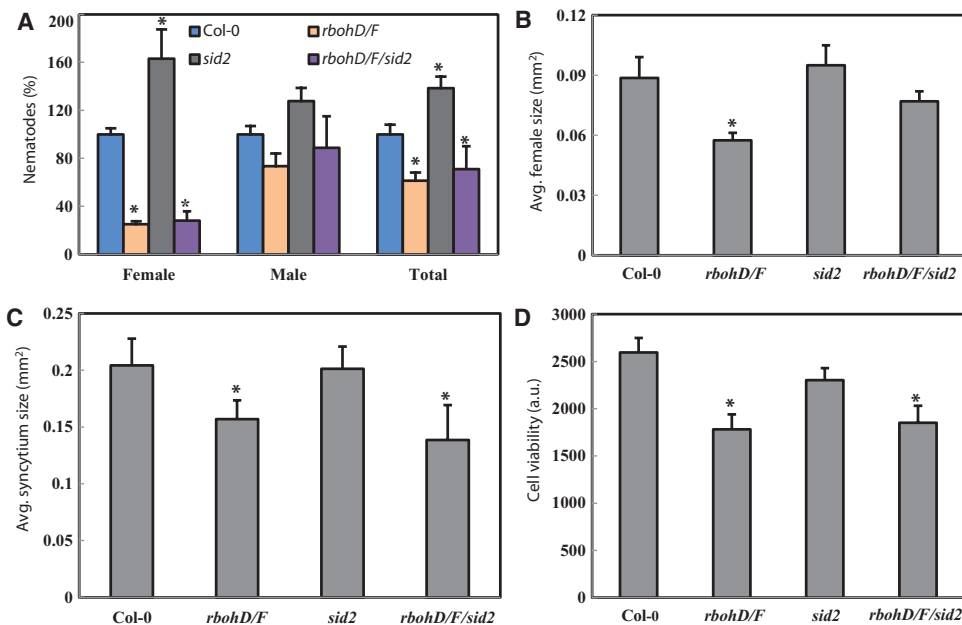 A
Nematodes (%)
200
160
120
80
40
0
Col-0
rbohD/F
sid2
rbohD/F/sid2
* * * * * *
Female Male Total
B
Avg. female size (mm²)
0.12
0.09
0.06
0.03
0
*
Col-0 rbohD/F sid2 rbohD/F/sid2
C
Avg. syncytium size (mm²)
0.25
0.2
0.15
0.1
0.05
0
* *
Col-0 rbohD/F sid2 rbohD/F/sid2
D
Cell viability (a.u.)
3000
2500
2000
1500
1000
500
0
* *
Col-0 rbohD/F sid2 rbohD/F/sid2